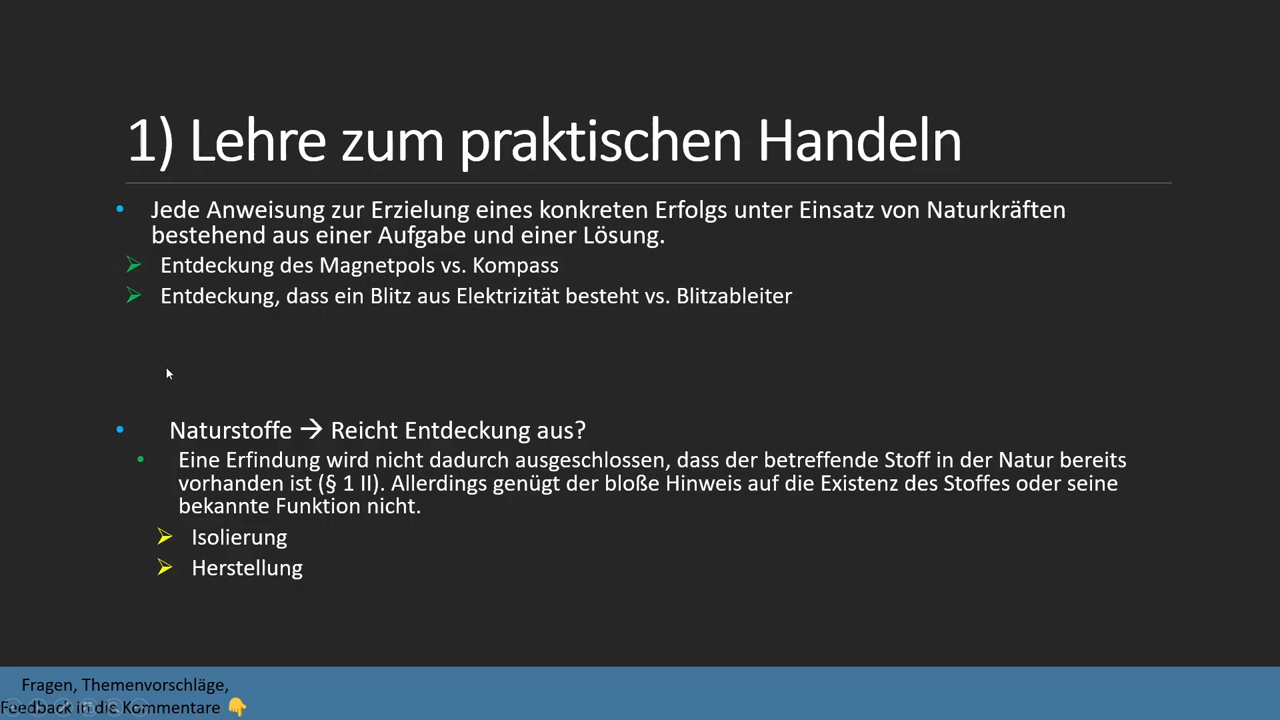 1) Lehre zum praktischen Handeln
• Jede Anweisung zur Erzielung eines konkreten Erfolgs unter Einsatz von Naturkräften
bestehend aus einer Aufgabe und einer Lösung.
➢ Entdeckung des Magnetpols vs. Kompass
➢ Entdeckung, dass ein Blitz aus Elektrizität besteht vs. Blitzableiter
• Naturstoffe → Reicht Entdeckung aus?
• Eine Erfindung wird nicht dadurch ausgeschlossen, dass der betreffende Stoff in der Natur bereits
vorhanden ist (§ 1 II). Allerdings genügt der bloße Hinweis auf die Existenz des Stoffes oder seine
bekannte Funktion nicht.
➢ Isolierung
➢ Herstellung
Fragen, Themenvorschläge,
Feedback in die Kommentare 👇